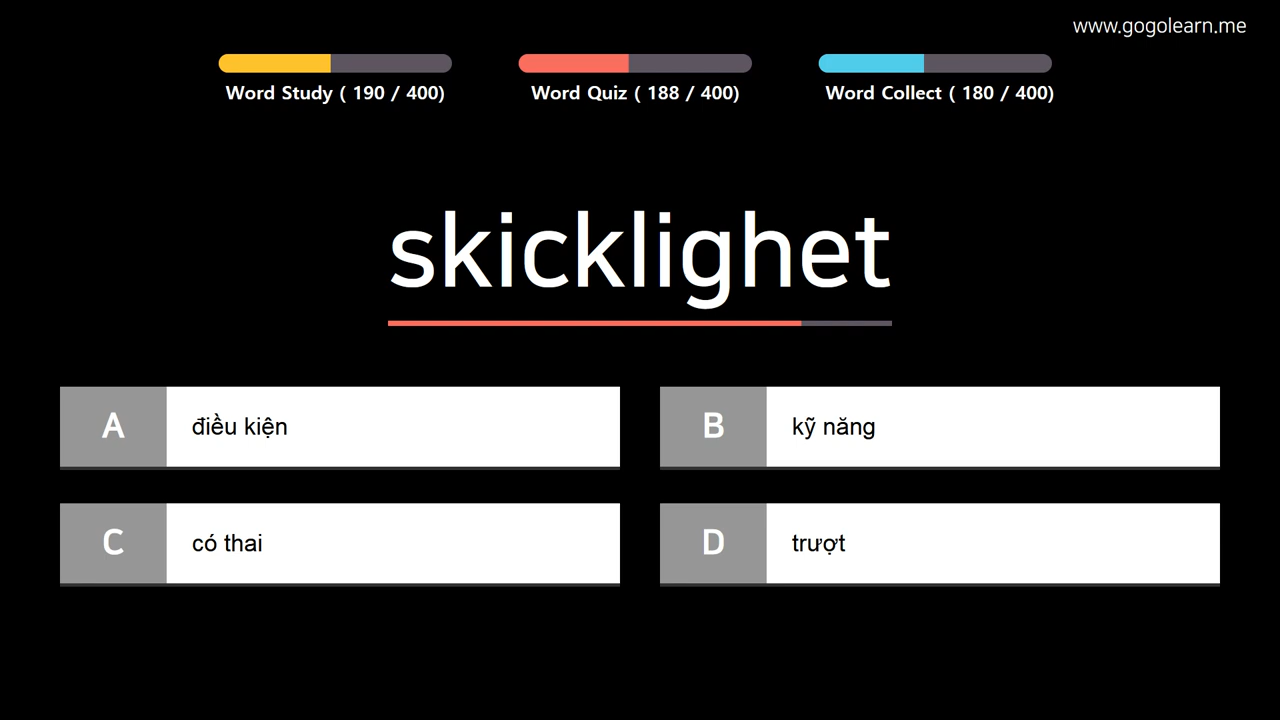 www.gogolearn.me
Word Study ( 190 / 400)
Word Quiz ( 188 / 400)
Word Collect ( 180 / 400)
skicklighet
A điều kiện
B kỹ năng
C có thai
D trượt